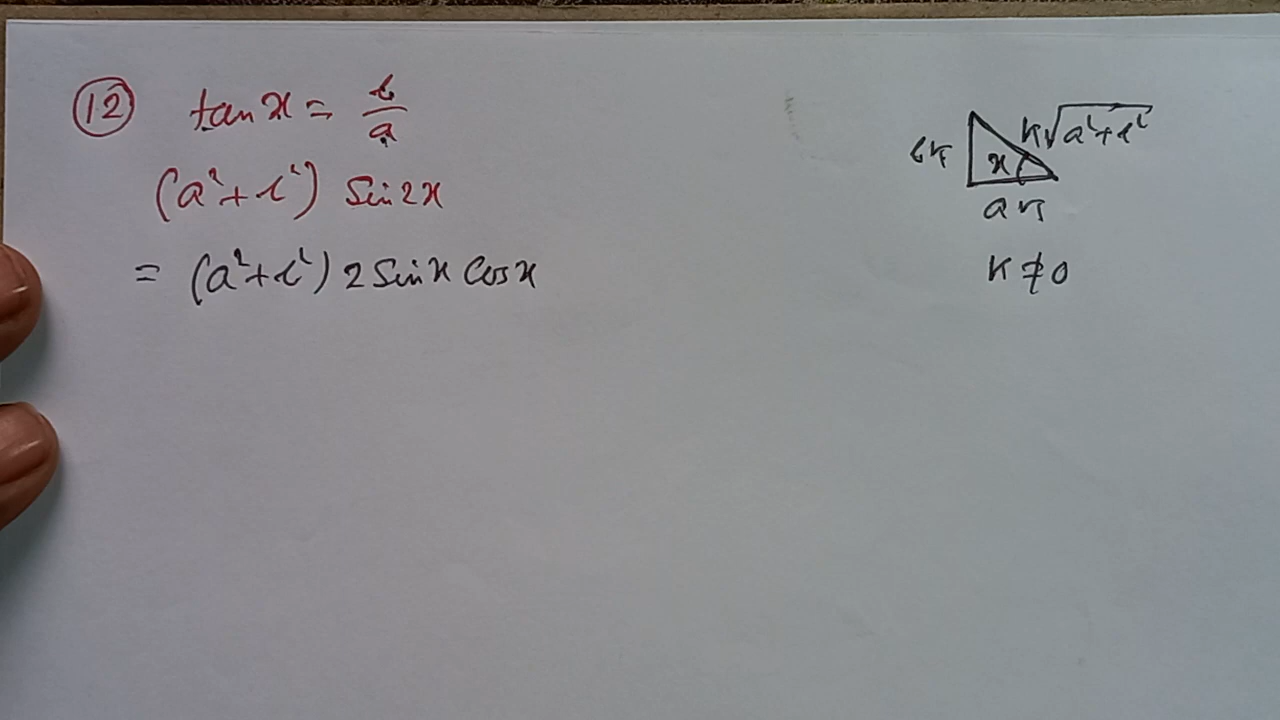 ⑫ tan x = b/a
(a² + b²) Sin 2x
= (a² + b²) 2 Sin x Cos x
bk
x
k√(a² + b²)
ak
k ≠ 0